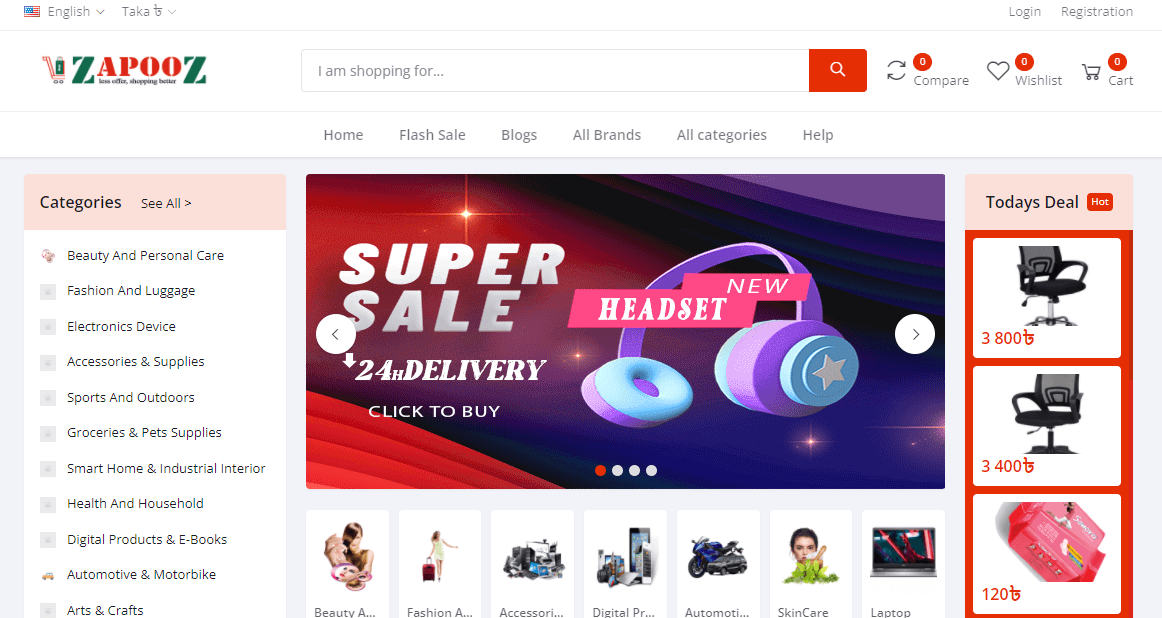 English
Taka ৳
Login
Registration
ZAPOOZ
less offer, shopping better
I am shopping for...
0
Compare
0
Wishlist
0
Cart
Home
Flash Sale
Blogs
All Brands
All categories
Help
Categories
See All >
Beauty And Personal Care
Fashion And Luggage
Electronics Device
Accessories & Supplies
Sports And Outdoors
Groceries & Pets Supplies
Smart Home & Industrial Interior
Health And Household
Digital Products & E-Books
Automotive & Motorbike
Arts & Crafts
SUPER
SALE
24HDELIVERY
CLICK TO BUY
NEW
HEADSET
Todays Deal
Hot
3 800৳
3 400৳
120৳
Beauty A...
Fashion A...
Accessori...
Digital Pr...
Automoti...
SkinCare
Laptop